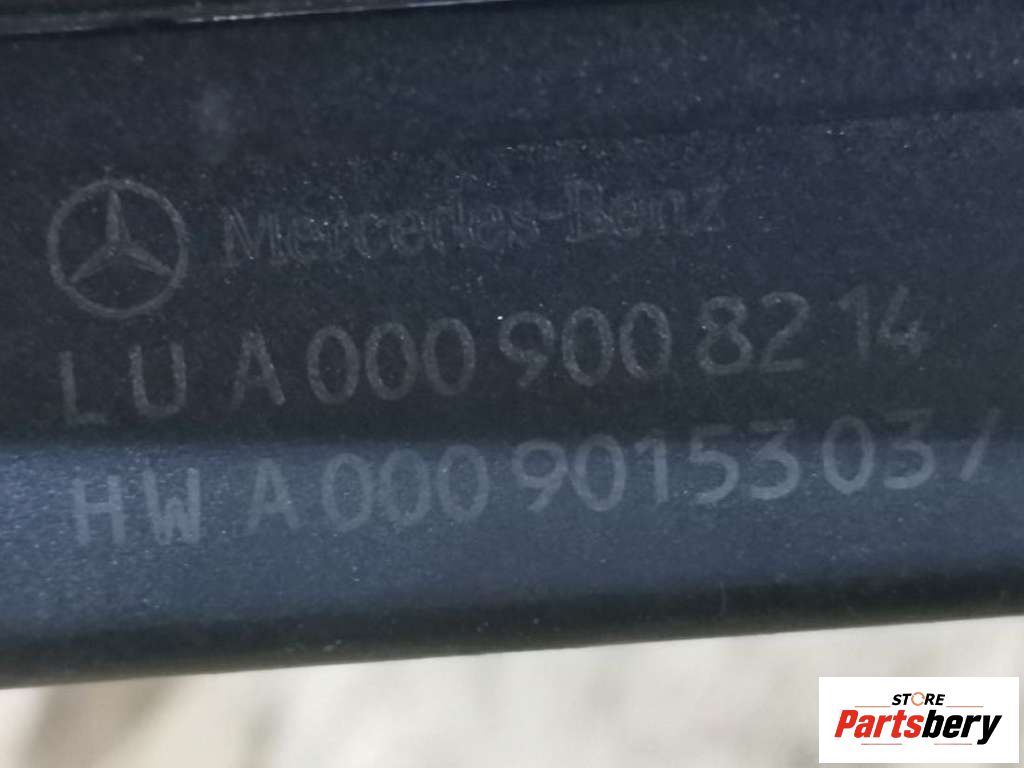 Mercedes-Benz
LU A 000 900 82 14
HW A 000 901 53 03 /
STORE
Partsbery